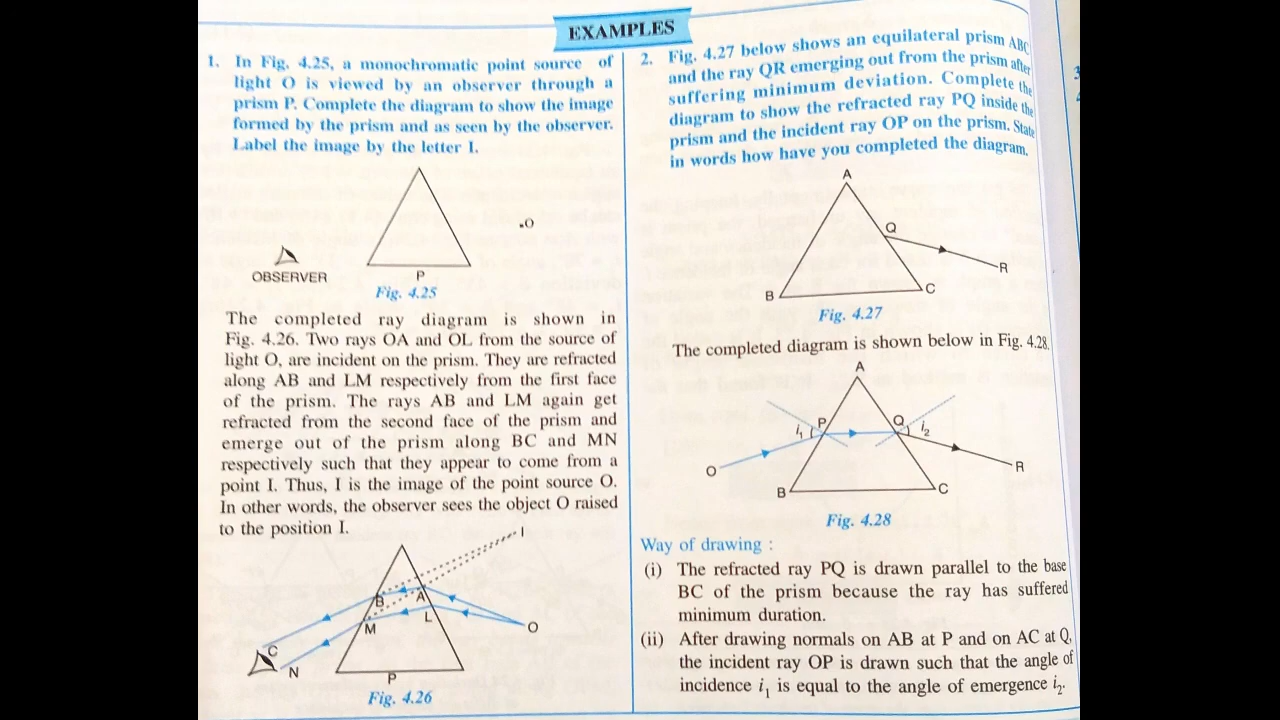 EXAMPLES
1. In Fig. 4.25, a monochromatic point source of
light O is viewed by an observer through a
prism P. Complete the diagram to show the image
formed by the prism and as seen by the observer.
Label the image by the letter I.
.O
OBSERVER
P
Fig. 4.25
The completed ray diagram is shown in
Fig. 4.26. Two rays OA and OL from the source of
light O, are incident on the prism. They are refracted
along AB and LM respectively from the first face
of the prism. The rays AB and LM again get
refracted from the second face of the prism and
emerge out of the prism along BC and MN
respectively such that they appear to come from a
point I. Thus, I is the image of the point source O.
In other words, the observer sees the object O raised
to the position I.
I
B
A
L
M
O
C
N
P
Fig. 4.26
2. Fig. 4.27 below shows an equilateral prism ABC
and the ray QR emerging out from the prism after
suffering minimum deviation. Complete the
diagram to show the refracted ray PQ inside the
prism and the incident ray OP on the prism. State
in words how have you completed the diagram.
A
Q
R
B
C
Fig. 4.27
The completed diagram is shown below in Fig. 4.28.
A
i₁
P
Q
i₂
O
R
B
C
Fig. 4.28
Way of drawing :
(i) The refracted ray PQ is drawn parallel to the base
BC of the prism because the ray has suffered
minimum duration.
(ii) After drawing normals on AB at P and on AC at Q,
the incident ray OP is drawn such that the angle of
incidence i₁ is equal to the angle of emergence i₂.